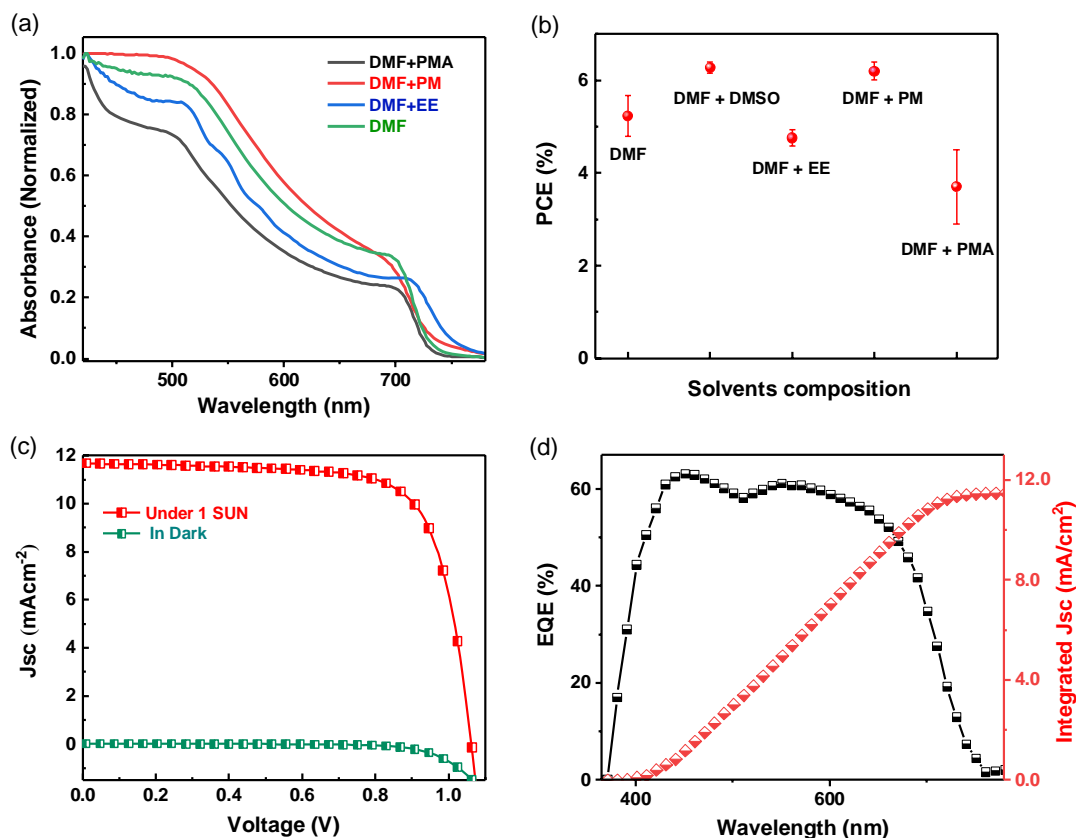 (a)
Absorbance (Normalized)
1.0
0.8
0.6
0.4
0.2
0.0
DMF+PMA
DMF+PM
DMF+EE
DMF
500
600
700
Wavelength (nm)
(b)
PCE (%)
6
4
2
0
DMF
DMF + DMSO
DMF + EE
DMF + PM
DMF + PMA
Solvents composition
(c)
Jsc (mAcm-2)
12
10
8
6
4
2
0
Under 1 SUN
In Dark
0.0
0.2
0.4
0.6
0.8
1.0
Voltage (V)
(d)
EQE (%)
60
40
20
0
400
600
Wavelength (nm)
12.0
8.0
4.0
0.0
Integrated Jsc (mA/cm²)